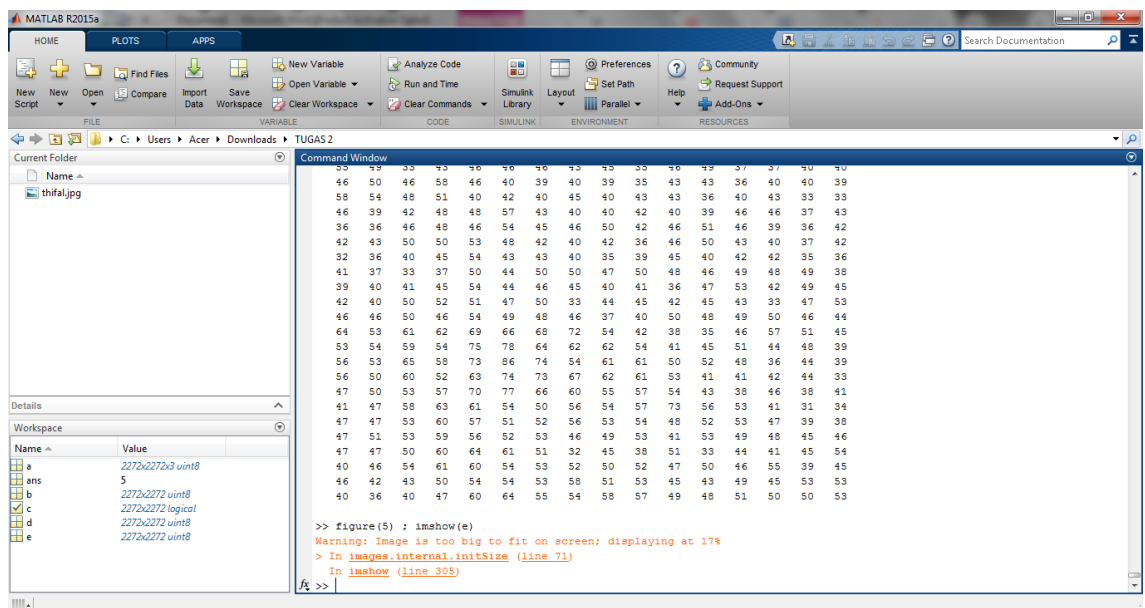 MATLAB R2015a
HOME PLOTS APPS
Search Documentation
New Script
New
Open
Find Files
Compare
Import Data
Save Workspace
New Variable
Open Variable
Clear Workspace
Analyze Code
Run and Time
Clear Commands
Simulink Library
Layout
Preferences
Set Path
Parallel
Help
Community
Request Support
Add-Ons
FILE VARIABLE CODE SIMULINK ENVIRONMENT RESOURCES
C: Users Acer Downloads TUGAS 2
Current Folder
Name
thifal.jpg
Details
Workspace
Name Value
a 2272x2272x3 uint8
ans 5
b 2272x2272 uint8
c 2272x2272 logical
d 2272x2272 uint8
e 2272x2272 uint8
Command Window
46 50 46 58 46 40 39 40 39 35 43 43 36 40 40 39
58 54 48 51 40 42 40 45 40 43 43 36 40 43 33 33
46 39 42 48 48 57 43 40 40 42 40 39 46 46 37 43
36 36 46 48 46 54 45 46 50 42 46 51 46 39 36 42
42 43 50 50 53 48 42 40 42 36 46 50 43 40 37 42
32 36 40 45 54 43 43 40 35 39 45 40 42 42 35 36
41 37 33 37 50 44 50 50 47 50 48 46 49 48 49 38
39 40 41 45 54 44 46 45 40 41 36 47 53 42 49 45
42 40 50 52 51 47 50 33 44 45 42 45 43 33 47 53
46 46 50 46 54 49 48 46 37 40 50 48 49 50 46 44
64 53 61 62 69 66 68 72 54 42 38 35 46 57 51 45
53 54 59 54 75 78 64 62 62 54 41 45 51 44 48 39
56 53 65 58 73 86 74 54 61 61 50 52 48 36 44 39
56 50 60 52 63 74 73 67 62 61 53 41 41 42 44 33
47 50 53 57 70 77 66 60 55 57 54 43 38 46 38 41
41 47 58 63 61 54 50 56 54 57 73 56 53 41 31 34
47 47 53 60 57 51 52 56 53 54 48 52 53 47 39 38
47 51 53 59 56 52 53 46 49 53 41 53 49 48 45 46
47 47 50 60 64 61 51 32 45 38 51 33 44 41 45 54
40 46 54 61 60 54 53 52 50 52 47 50 46 55 39 45
46 42 43 50 54 54 53 58 51 53 45 43 49 45 53 53
40 36 40 47 60 64 55 54 58 57 49 48 51 50 50 53
>> figure(5) ; imshow(e)
Warning: Image is too big to fit on screen; displaying at 17%
> In images.internal.initSize (line 71)
In imshow (line 305)
fx >>